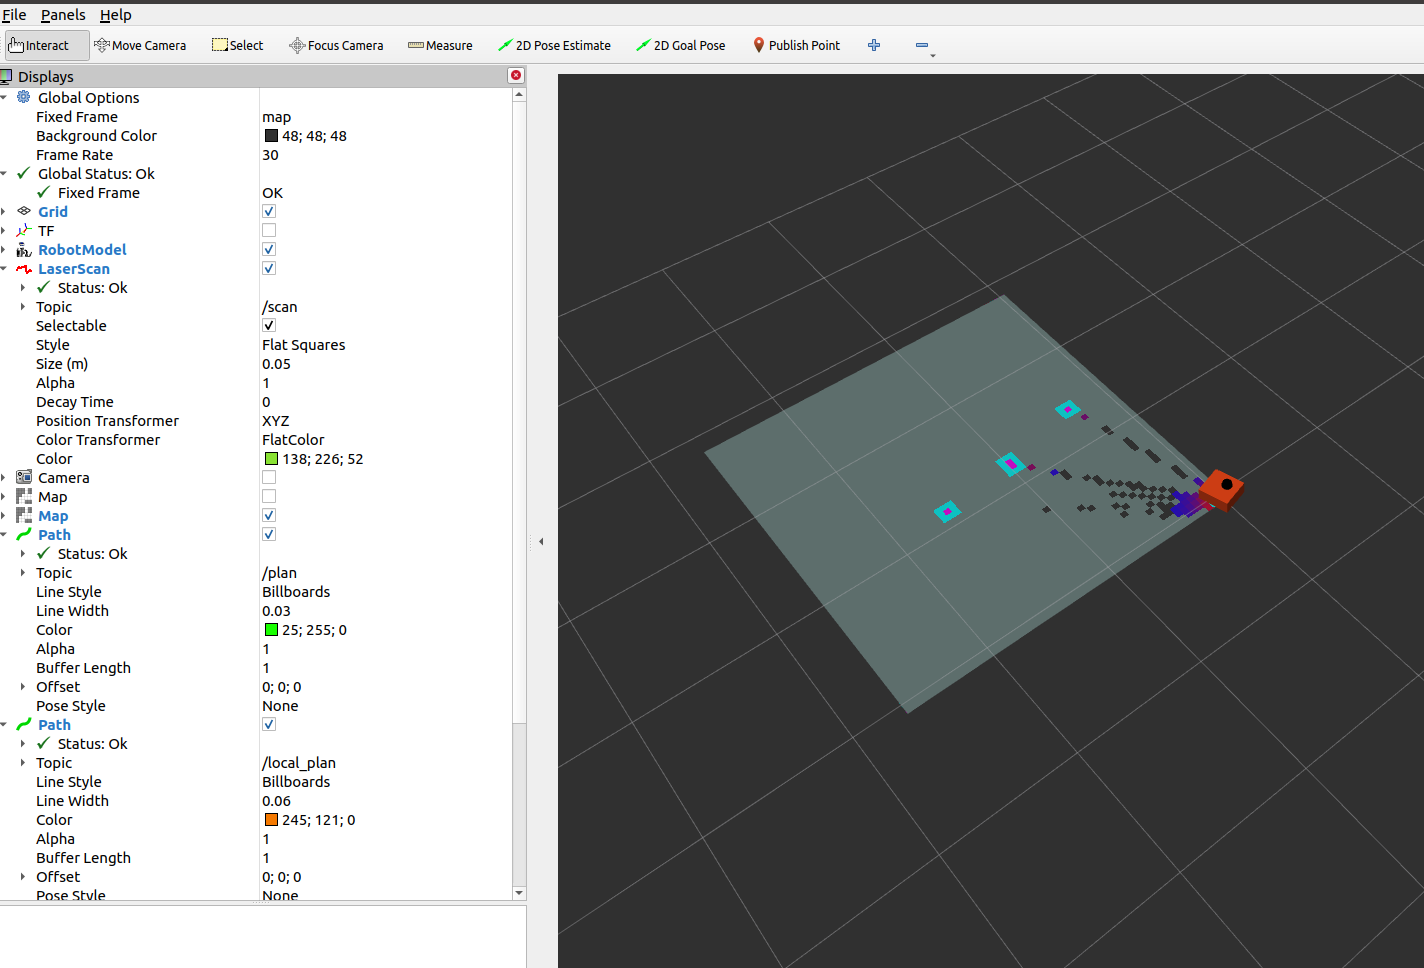 File Panels Help
Interact Move Camera Select Focus Camera Measure 2D Pose Estimate 2D Goal Pose Publish Point
Displays
Global Options
Fixed Frame map
Background Color 48; 48; 48
Frame Rate 30
Global Status: Ok
Fixed Frame OK
Grid
TF
RobotModel
LaserScan
Status: Ok
Topic /scan
Selectable
Style Flat Squares
Size (m) 0.05
Alpha 1
Decay Time 0
Position Transformer XYZ
Color Transformer FlatColor
Color 138; 226; 52
Camera
Map
Map
Path
Status: Ok
Topic /plan
Line Style Billboards
Line Width 0.03
Color 25; 255; 0
Alpha 1
Buffer Length 1
Offset 0; 0; 0
Pose Style None
Path
Status: Ok
Topic /local_plan
Line Style Billboards
Line Width 0.06
Color 245; 121; 0
Alpha 1
Buffer Length 1
Offset 0; 0; 0
Pose Style None